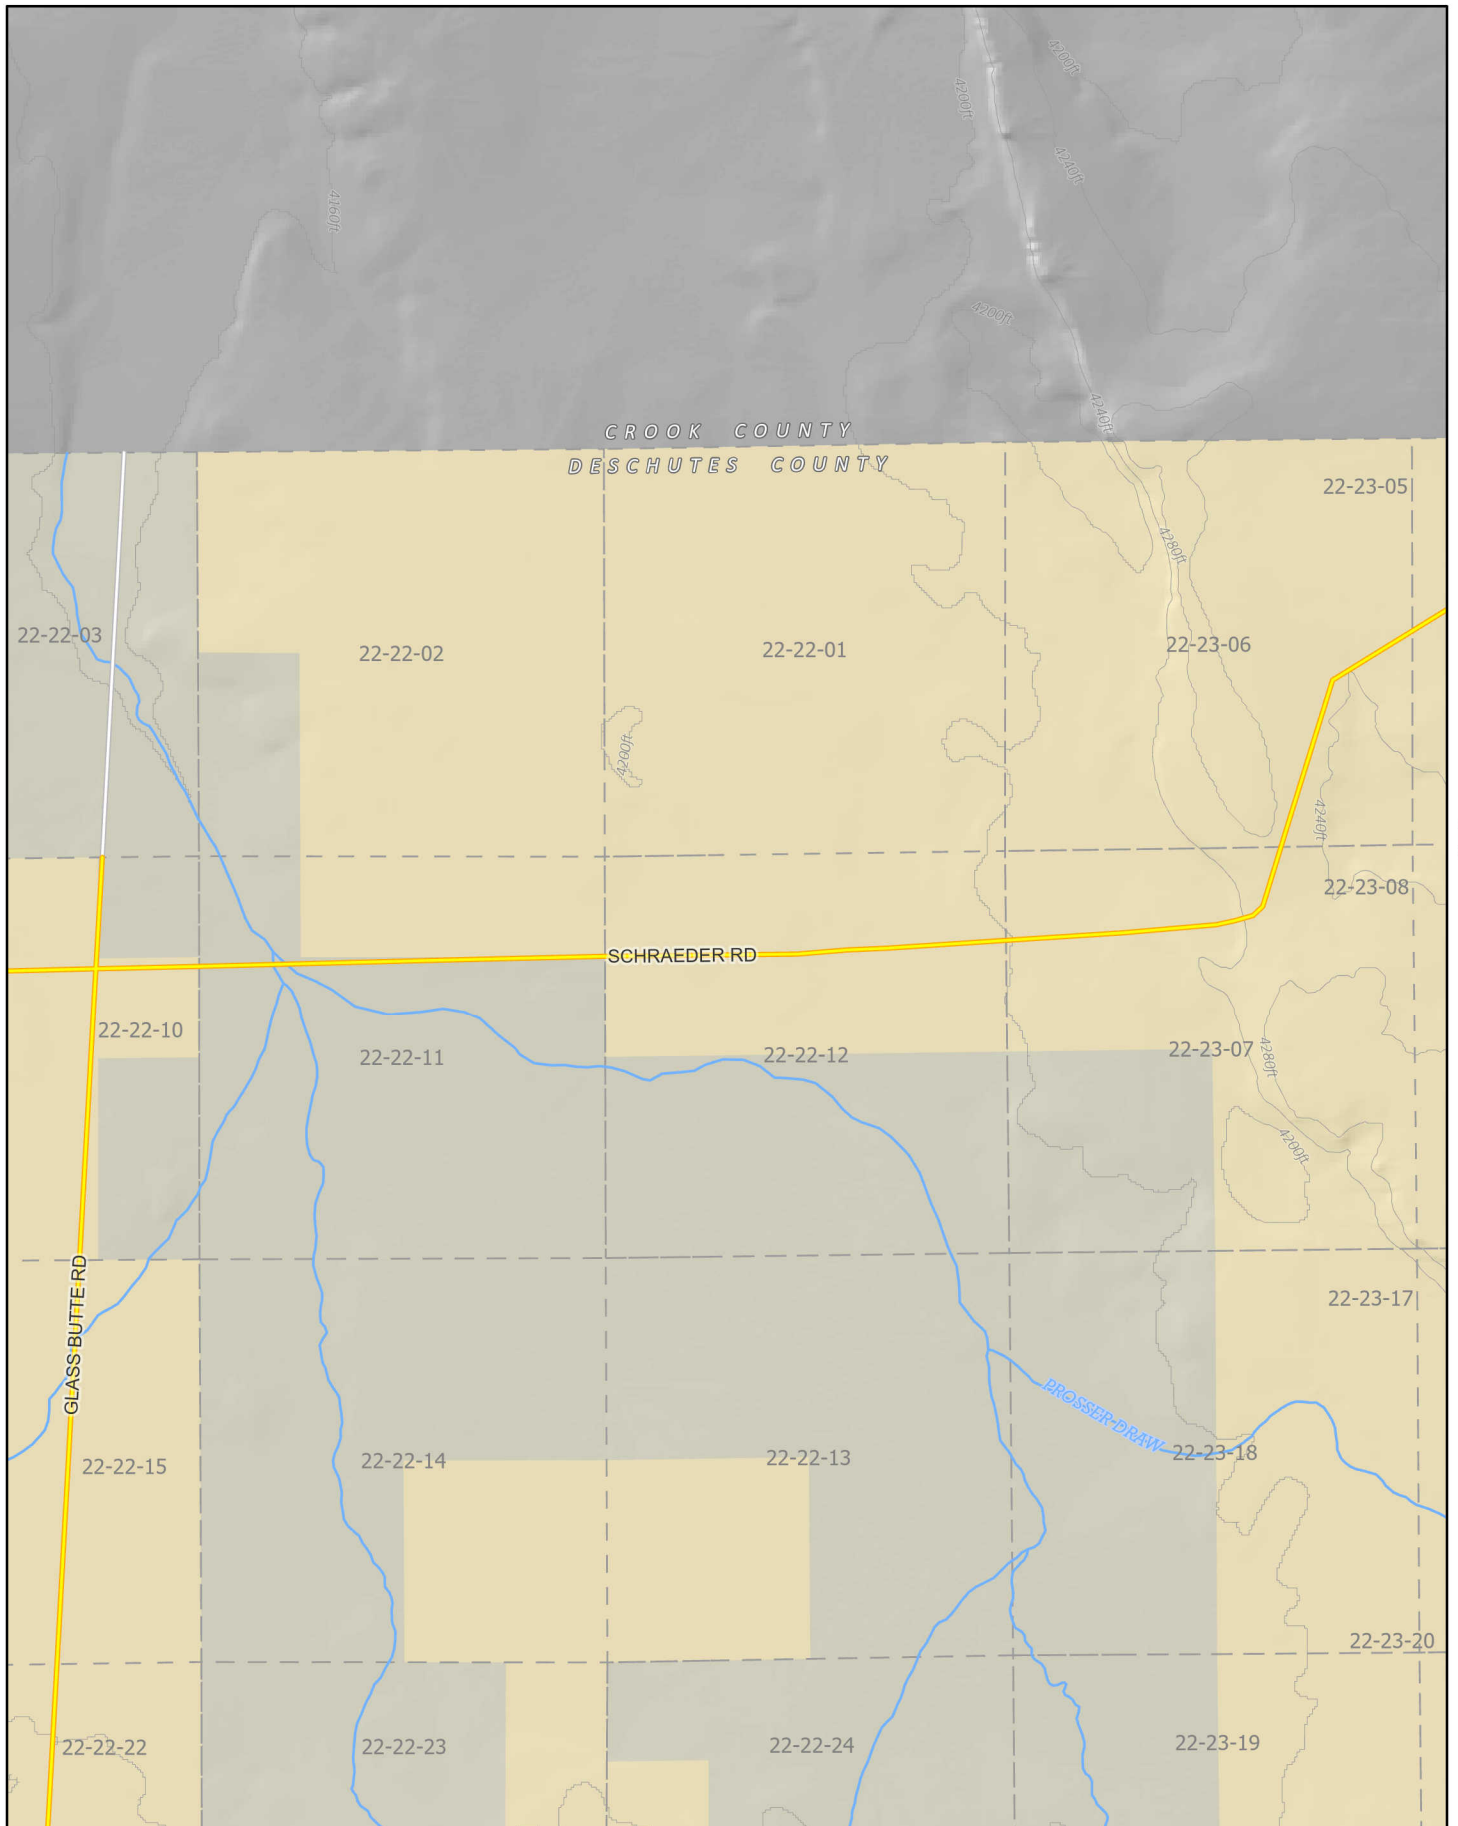 4200ft
4200ft
4240ft
4160ft
4200ft
4240ft
CROOK COUNTY
DESCHUTES COUNTY
22-23-05
4280ft
22-22-03
22-22-02
22-22-01
22-23-06
4200ft
4240ft
22-23-08
SCHRAEDER RD
22-22-10
22-22-11
22-22-12
22-23-07
4280ft
4200ft
GLASS BUTTE RD
22-23-17
PROSSER DRAW
22-22-15
22-22-14
22-22-13
22-23-18
22-23-20
22-22-22
22-22-23
22-22-24
22-23-19